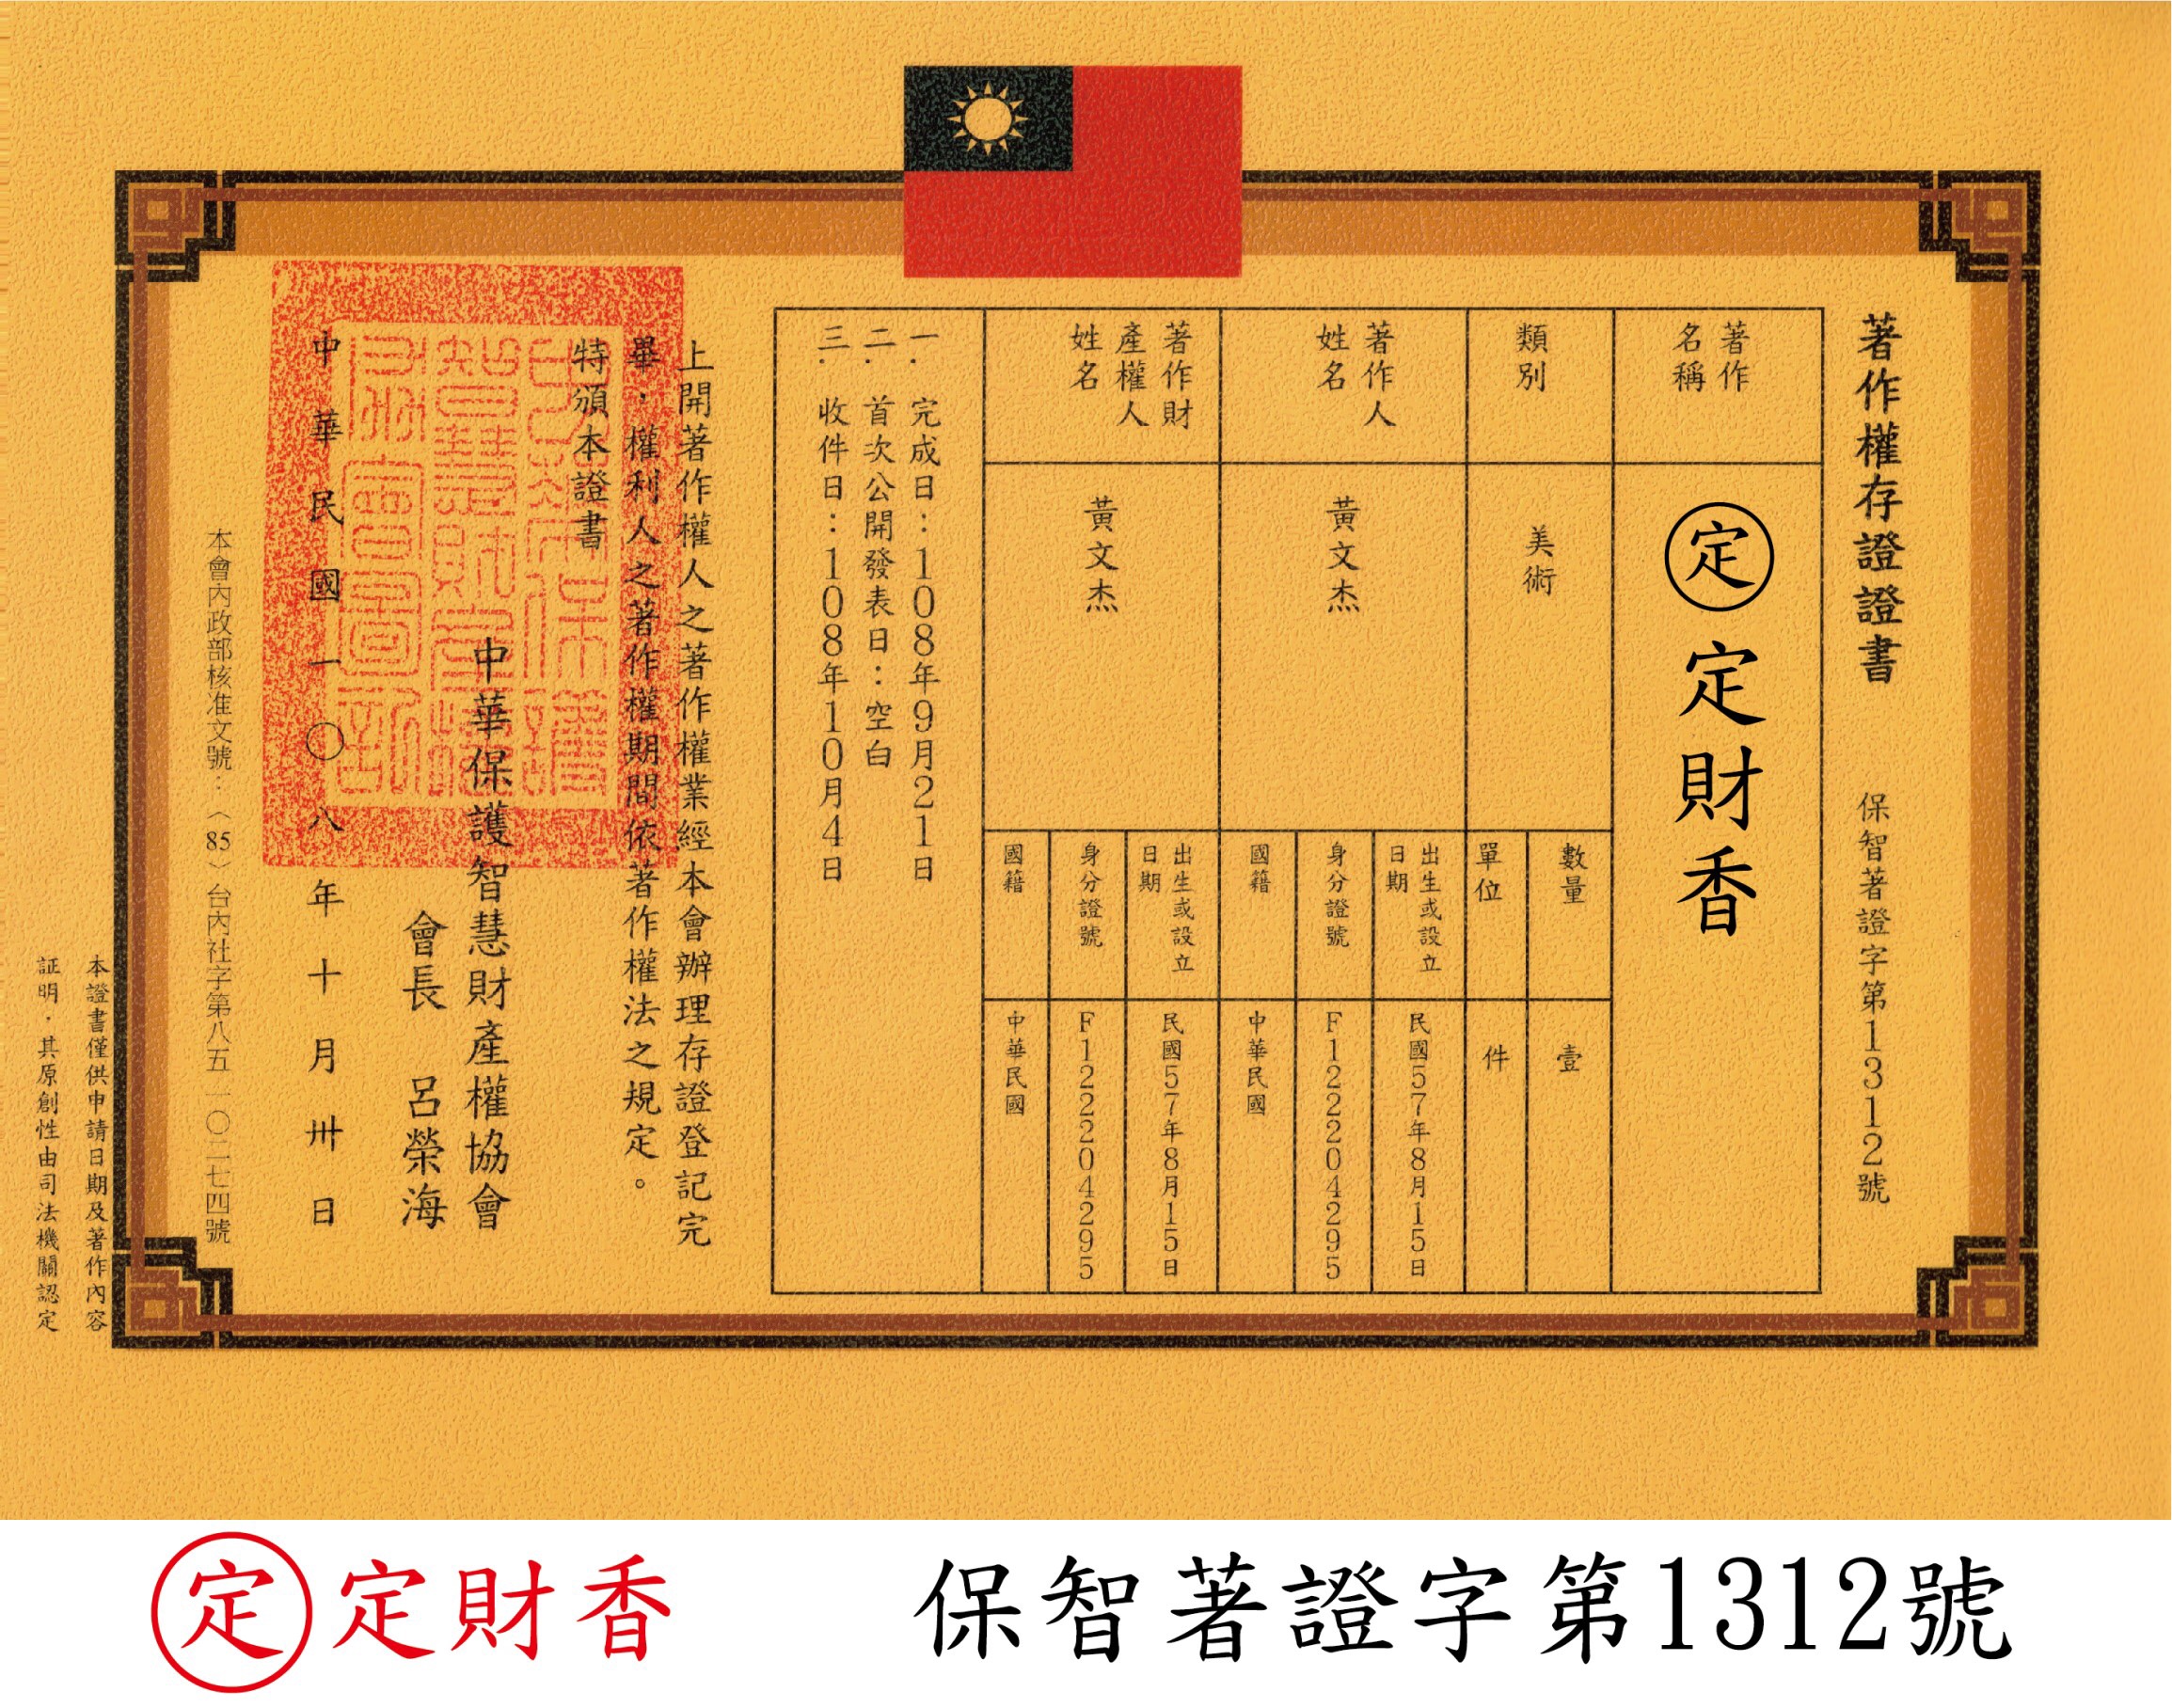 著作權存證證書　保智著證字第1312號
著作
名稱
㊣定財香
類別
美術
數量
壹
單位
件
著作人
姓名
黃文杰
出生或設立
日期
民國57年8月15日
身分證號
F122204295
國籍
中華民國
著作財
產權人
姓名
黃文杰
出生或設立
日期
民國57年8月15日
身分證號
F122204295
國籍
中華民國
一．完成日：108年9月21日
二．首次公開發表日：空白
三．收件日：108年10月4日
上開著作權人之著作權業經本會辦理存證登記完
畢，權利人之著作權期間依著作權法之規定。
特頒本證書
中華保護智慧財產權協會
會長　呂榮海
中華民國一〇八年十月卅日
本會內政部核准文號：〈85〉台內社字第八五一〇二七四號
本證書僅供申請日期及著作內容
証明，其原創性由司法機關認定
定 定財香　保智著證字第1312號